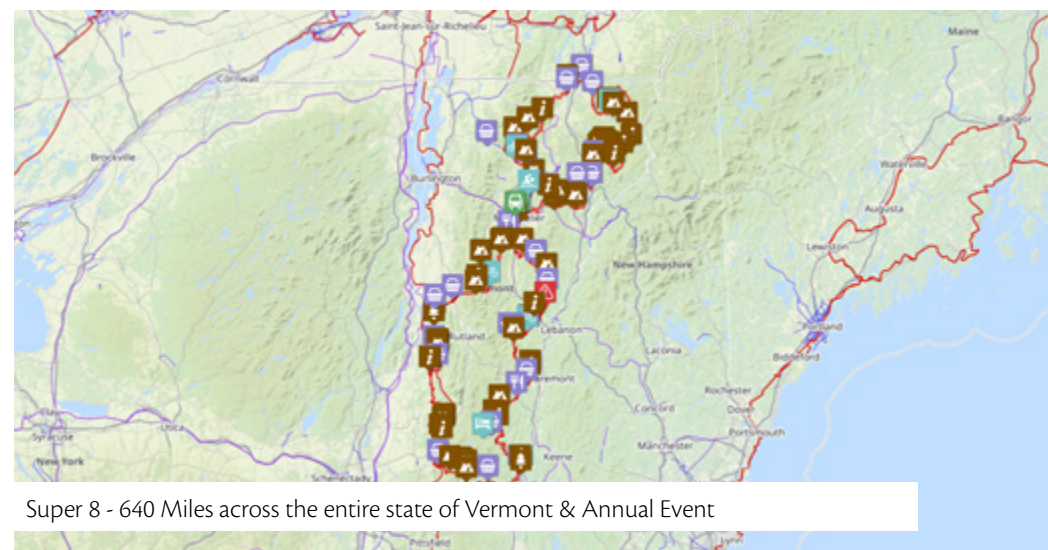 Saint-Jean-sur-Richelieu
Maine
Cornwall
Bangor
Brockville
Waterville
Burlington
Augusta
Lewiston
New Hampshire
Portland
Rutland
Lebanon
Laconia
Biddeford
Rochester
Concord
Dover
Portsmouth
Utica
Syracuse
Manchester
New York
Keene
Schenectady
Super 8 - 640 Miles across the entire state of Vermont & Annual Event
Pittsfield
Lynn